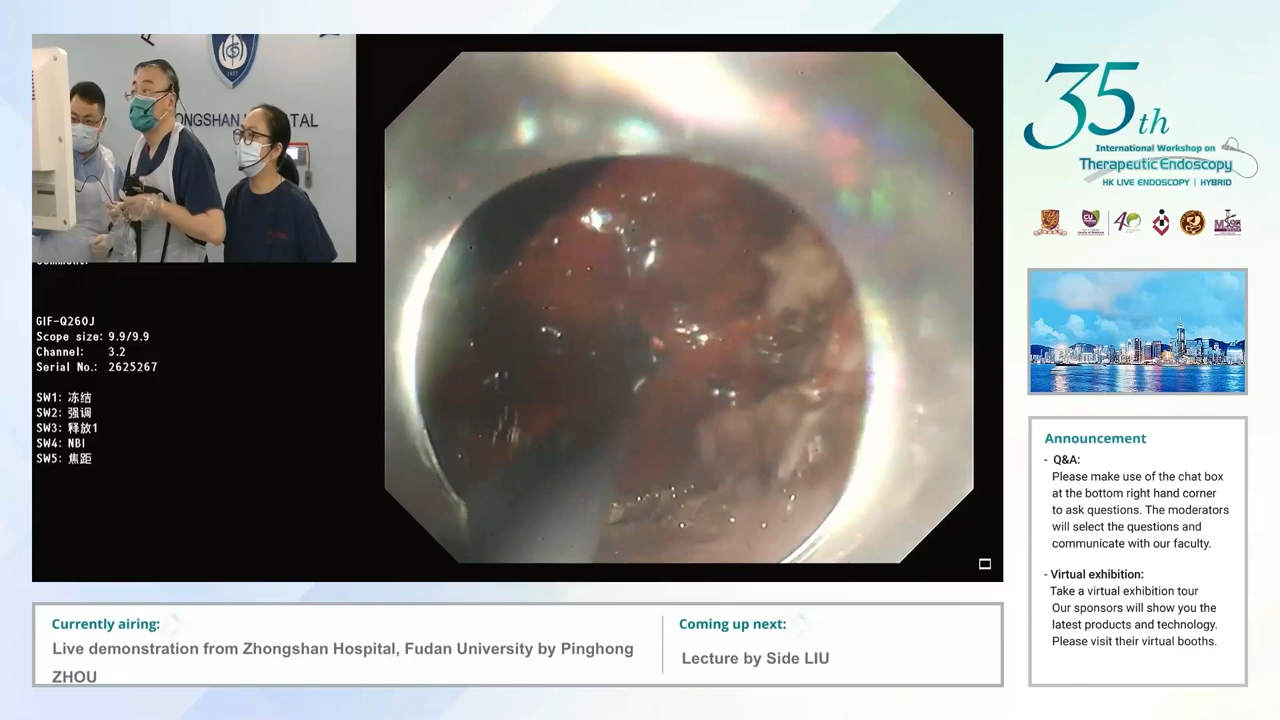 ONGSHAN HOSPITAL
1937
Comment:
GIF-Q260J
Scope size: 9.9/9.9
Channel: 3.2
Serial No.: 2625267
SW1: 冻结
SW2: 强调
SW3: 释放1
SW4: NBI
SW5: 焦距
35th
International Workshop on
Therapeutic Endoscopy
HK LIVE ENDOSCOPY | HYBRID
CU
40
Announcement
- Q&A:
Please make use of the chat box
at the bottom right hand corner
to ask questions. The moderators
will select the questions and
communicate with our faculty.
- Virtual exhibition:
Take a virtual exhibition tour
Our sponsors will show you the
latest products and technology.
Please visit their virtual booths.
Currently airing:
Live demonstration from Zhongshan Hospital, Fudan University by Pinghong
ZHOU
Coming up next:
Lecture by Side LIU